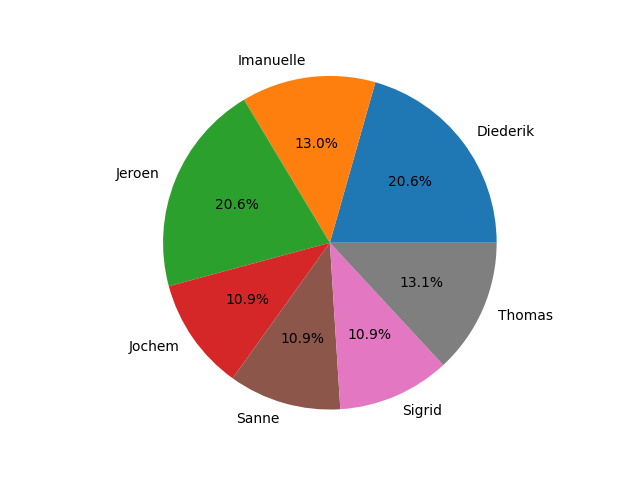 Imanuelle
Diederik
13.0%
Jeroen
20.6%
20.6%
13.1%
10.9%
Thomas
10.9%
10.9%
Jochem
Sigrid
Sanne